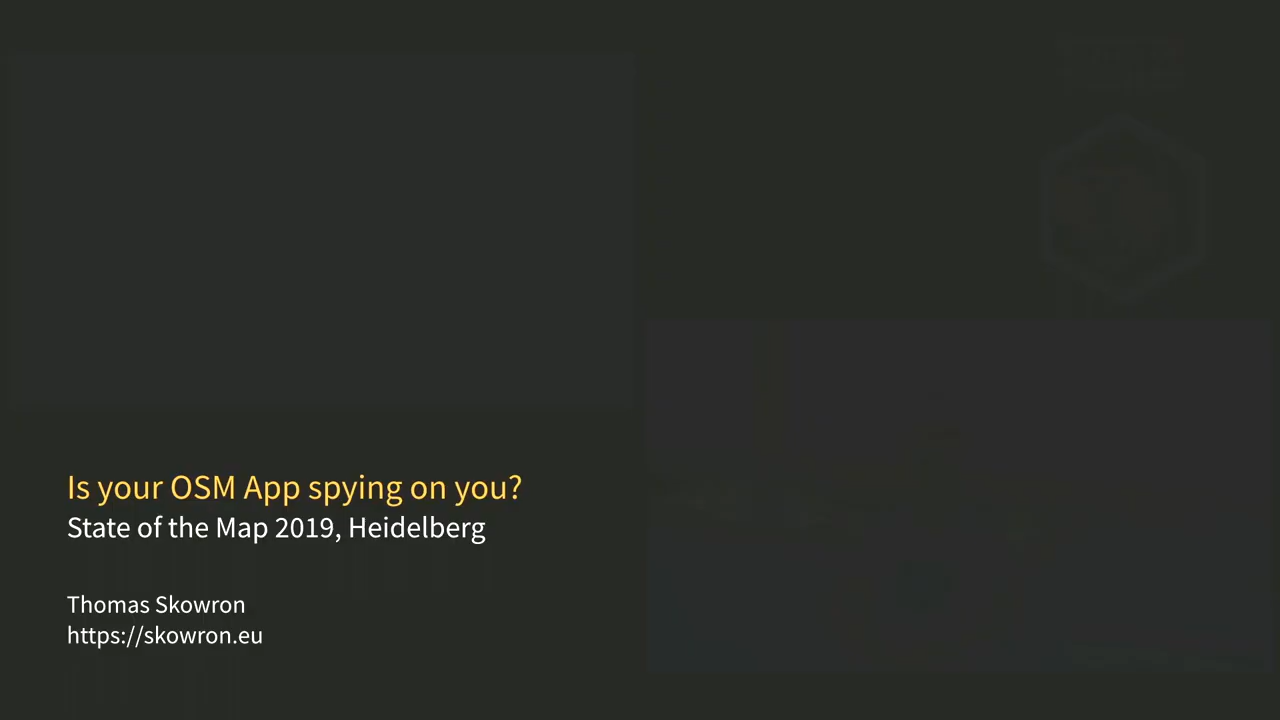 Is your OSM App spying on you?
State of the Map 2019, Heidelberg
Thomas Skowron
https://skowron.eu